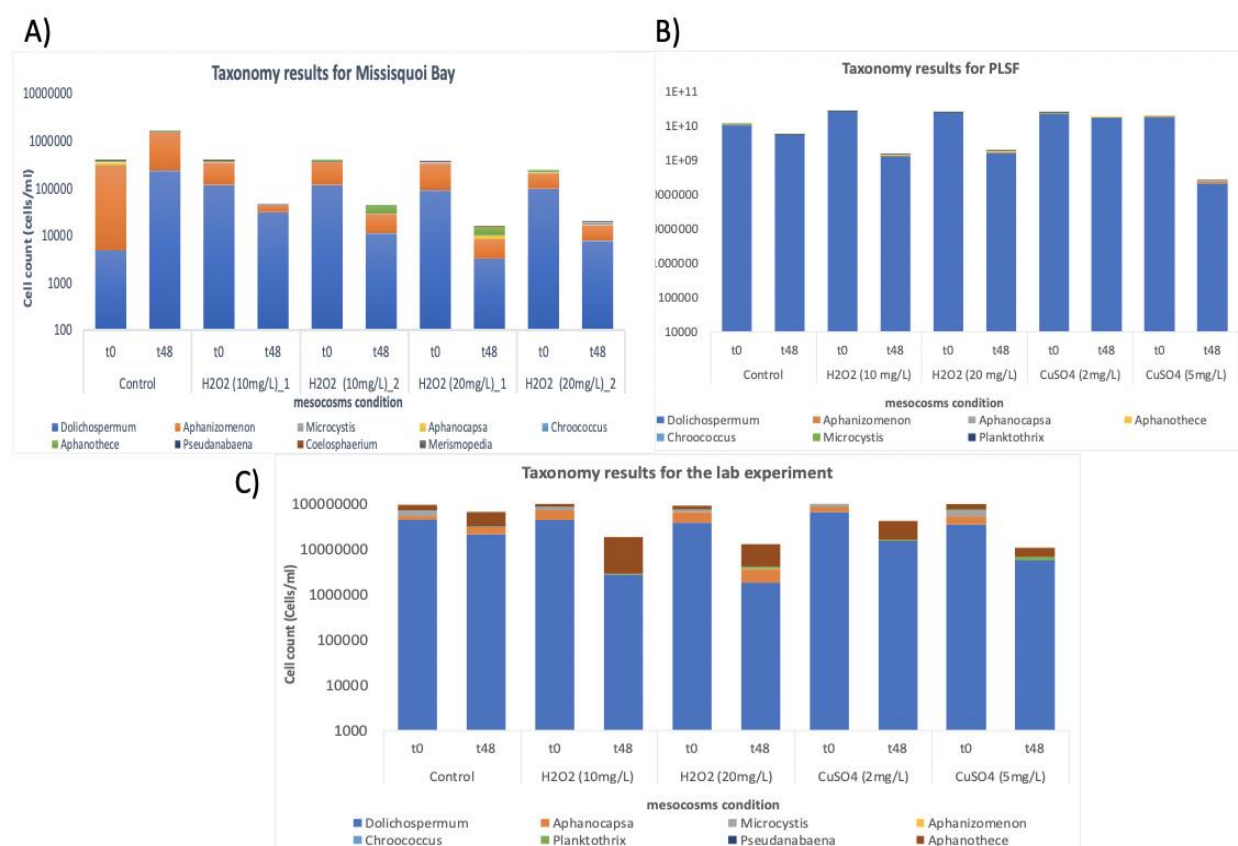 A)
Taxonomy results for Missisquoi Bay
Cell count (cells/ml)
10000000
1000000
100000
10000
1000
100
t0 t48 t0 t48 t0 t48 t0 t48 t0 t48
Control H2O2 (10mg/L)_1 H2O2 (10mg/L)_2 H2O2 (20mg/L)_1 H2O2 (20mg/L)_2
mesocosms condition
Dolichospermum Aphanizomenon Microcystis Aphanocapsa Chroococcus
Aphanothece Pseudanabaena Coelosphaerium Merismopedia
B)
Taxonomy results for PLSF
1E+11
1E+10
1E+09
0000000
0000000
1000000
100000
10000
t0 t48 t0 t48 t0 t48 t0 t48 t0 t48
Control H2O2 (10 mg/L) H2O2 (20 mg/L) CuSO4 (2mg/L) CuSO4 (5mg/L)
mesocosms condition
Dolichospermum Aphanizomenon Aphanocapsa Aphanothece
Chroococcus Microcystis Planktothrix
C)
Taxonomy results for the lab experiment
Cell count (Cells/ml)
100000000
10000000
1000000
100000
10000
1000
t0 t48 t0 t48 t0 t48 t0 t48 t0 t48
Control H2O2 (10mg/L) H2O2 (20mg/L) CuSO4 (2mg/L) CuSO4 (5mg/L)
mesocosms condition
Dolichospermum Aphanocapsa Microcystis Aphanizomenon
Chroococcus Planktothrix Pseudanabaena Aphanothece